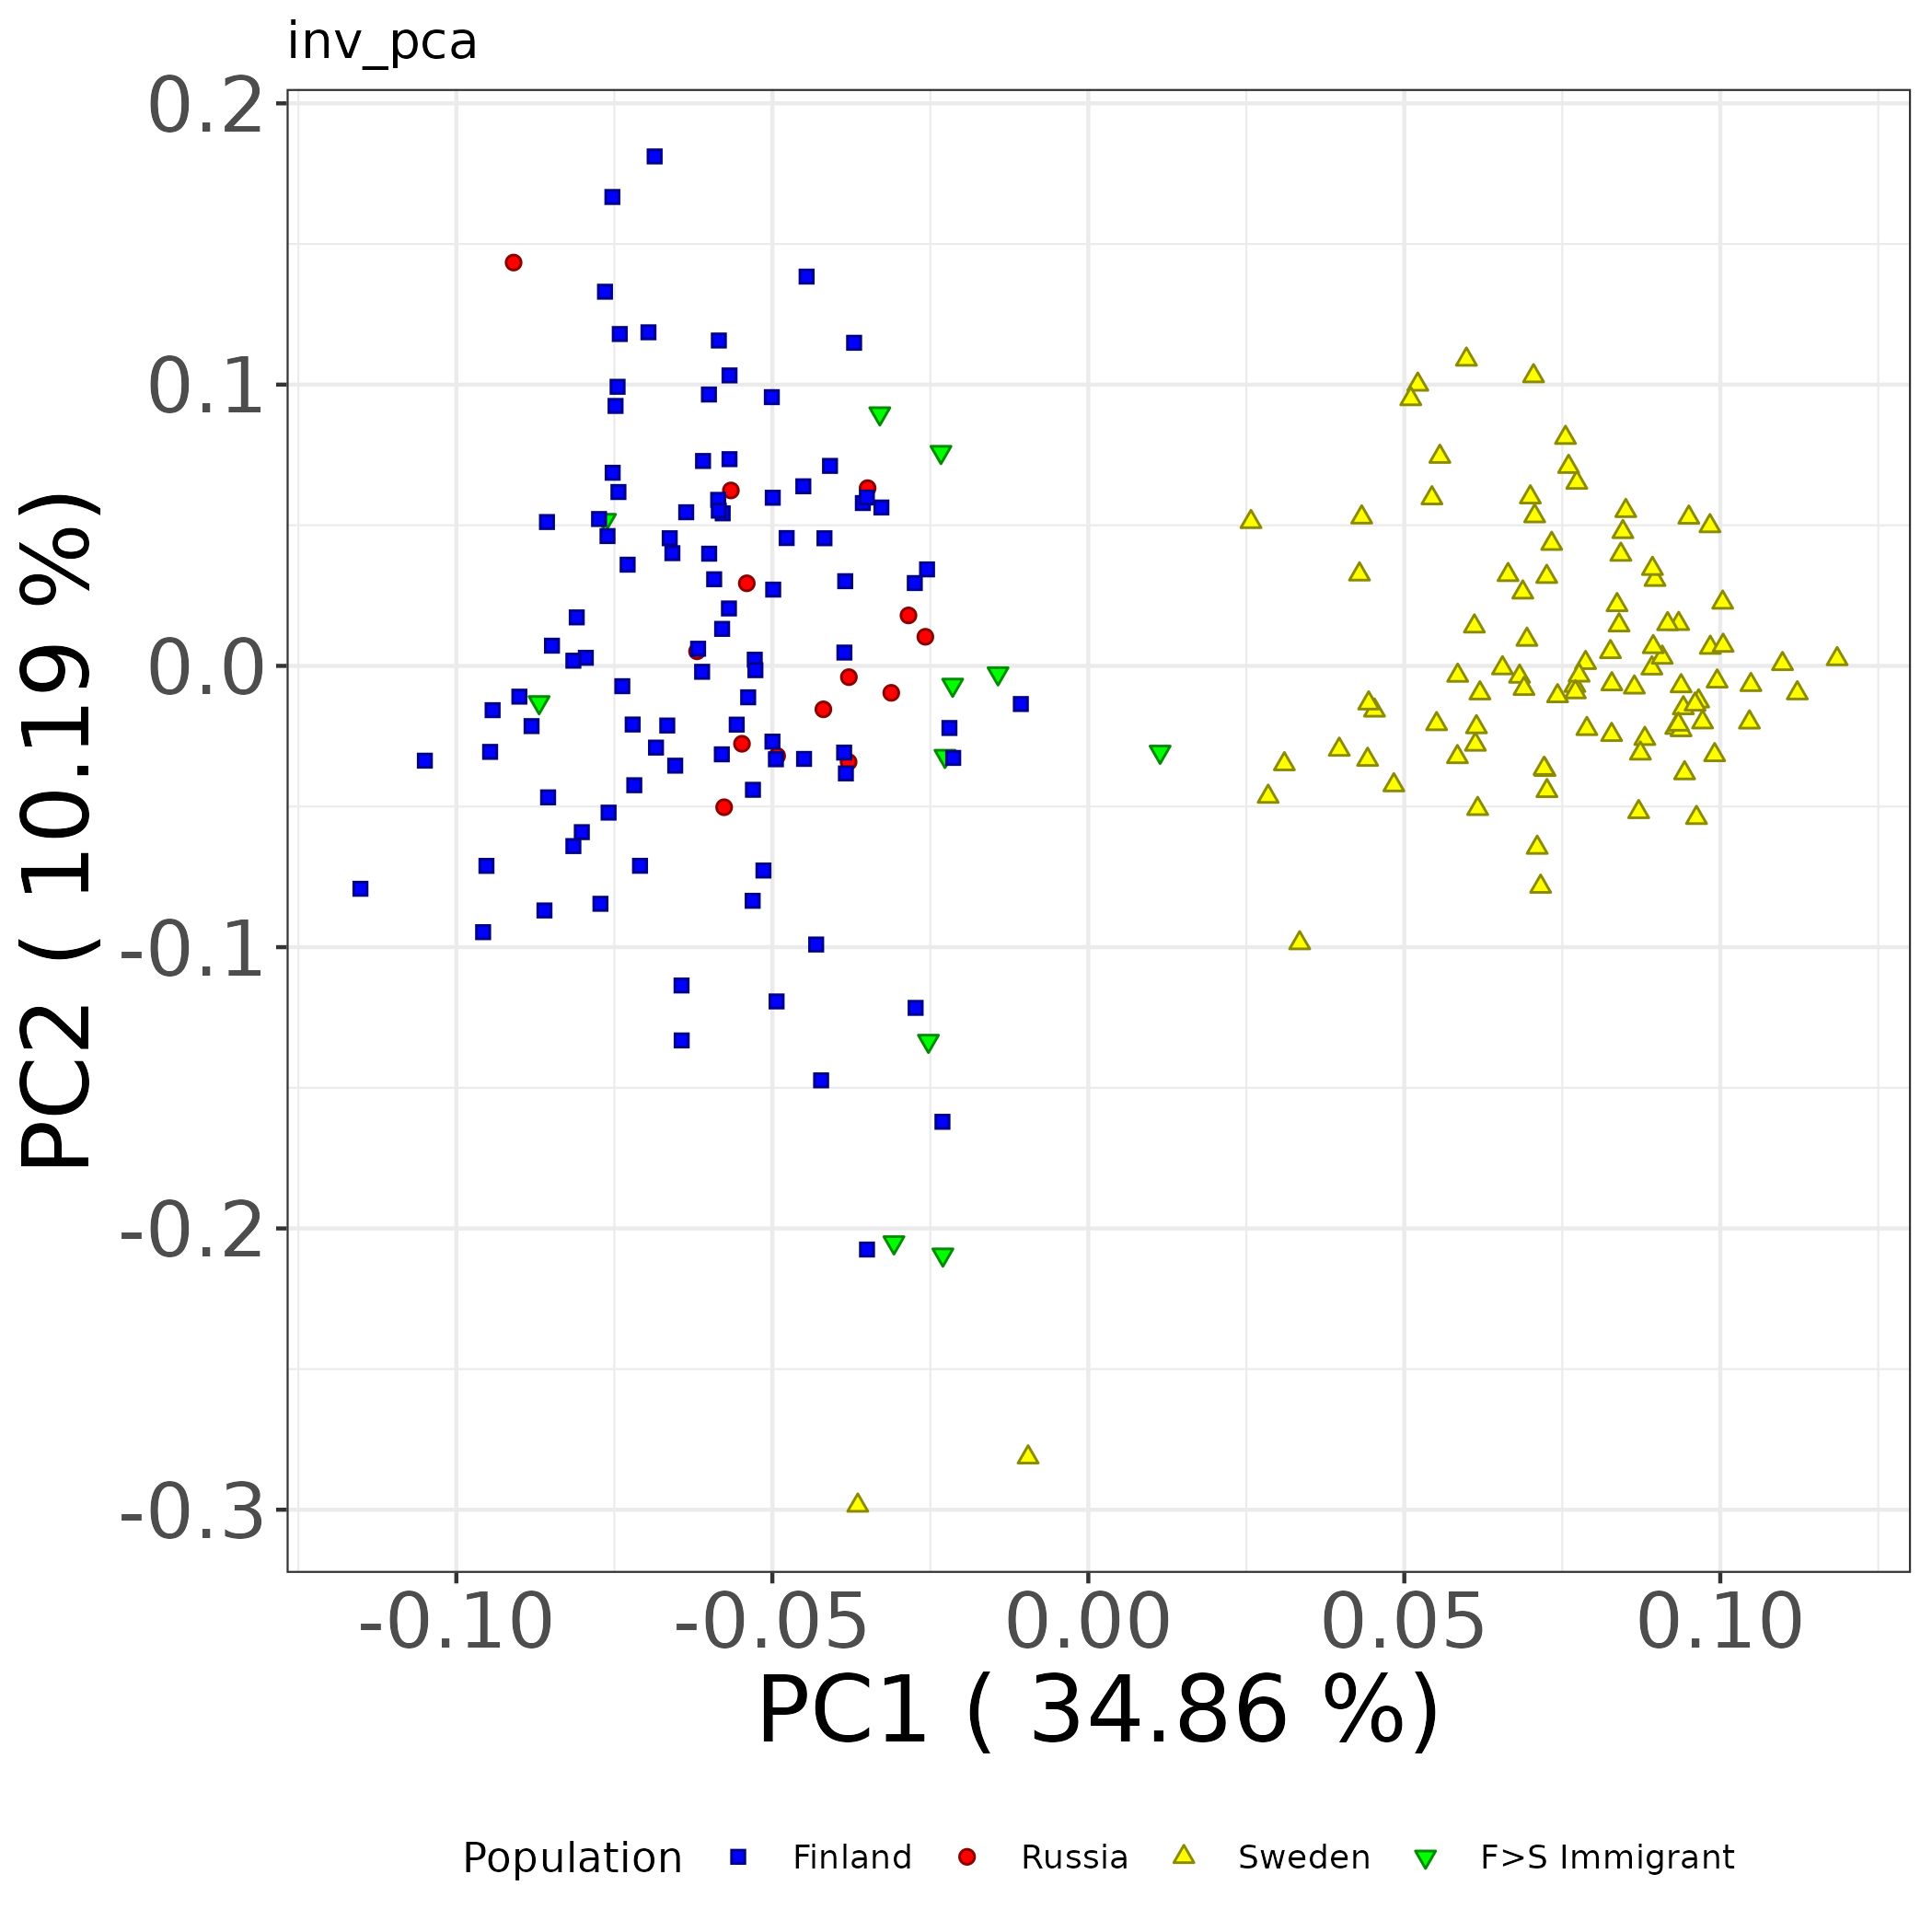 inv_pca
0.2
0.1
0.0
-0.1
-0.2
-0.3
PC2 ( 10.19 %)
-0.10 -0.05 0.00 0.05 0.10
PC1 ( 34.86 %)
Population Finland Russia Sweden F>S Immigrant